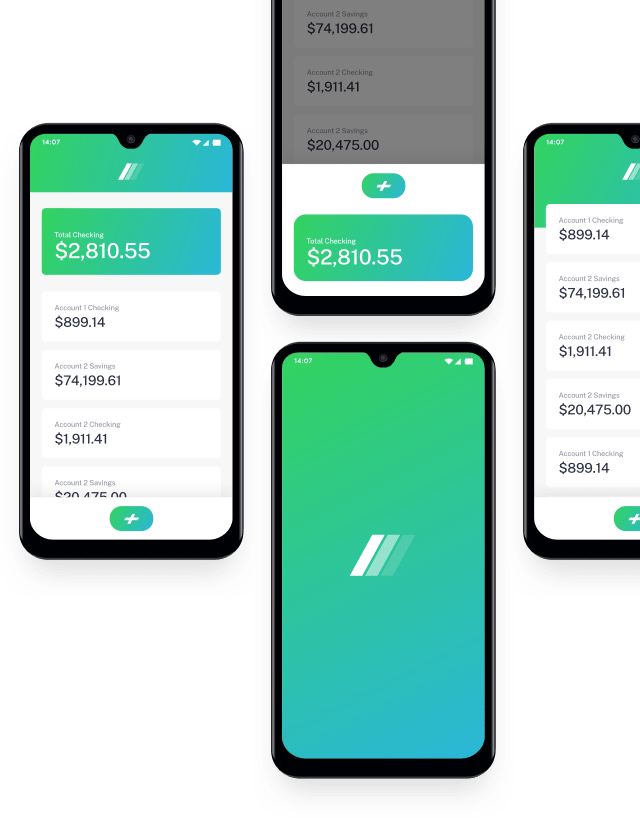 14:07
Total Checking
$2,810.55
Account 1 Checking
$899.14
Account 2 Savings
$74,199.61
Account 2 Checking
$1,911.41
Account 2 Savings
$20,475.00
Account 2 Savings
$74,199.61
Account 2 Checking
$1,911.41
Account 2 Savings
$20,475.00
Total Checking
$2,810.55
14:07
14:07
Account 1 Checking
$899.14
Account 2 Savings
$74,199.61
Account 2 Checking
$1,911.41
Account 2 Savings
$20,475.00
Account 1 Checking
$899.14